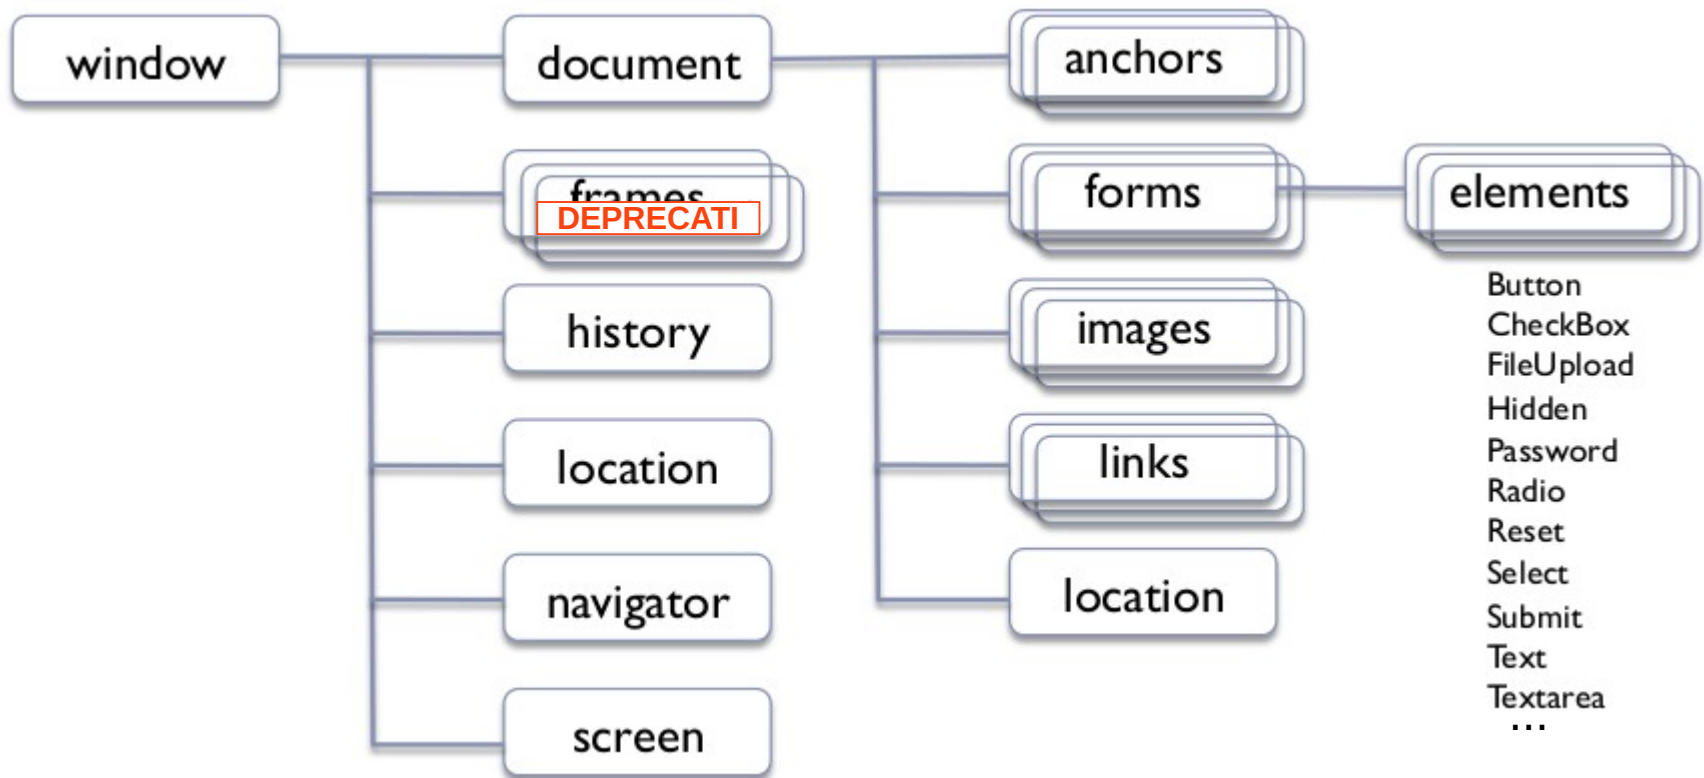 window
document
frames
DEPRECATI
history
location
navigator
screen
anchors
forms
images
links
location
elements
Button
CheckBox
FileUpload
Hidden
Password
Radio
Reset
Select
Submit
Text
Textarea
...